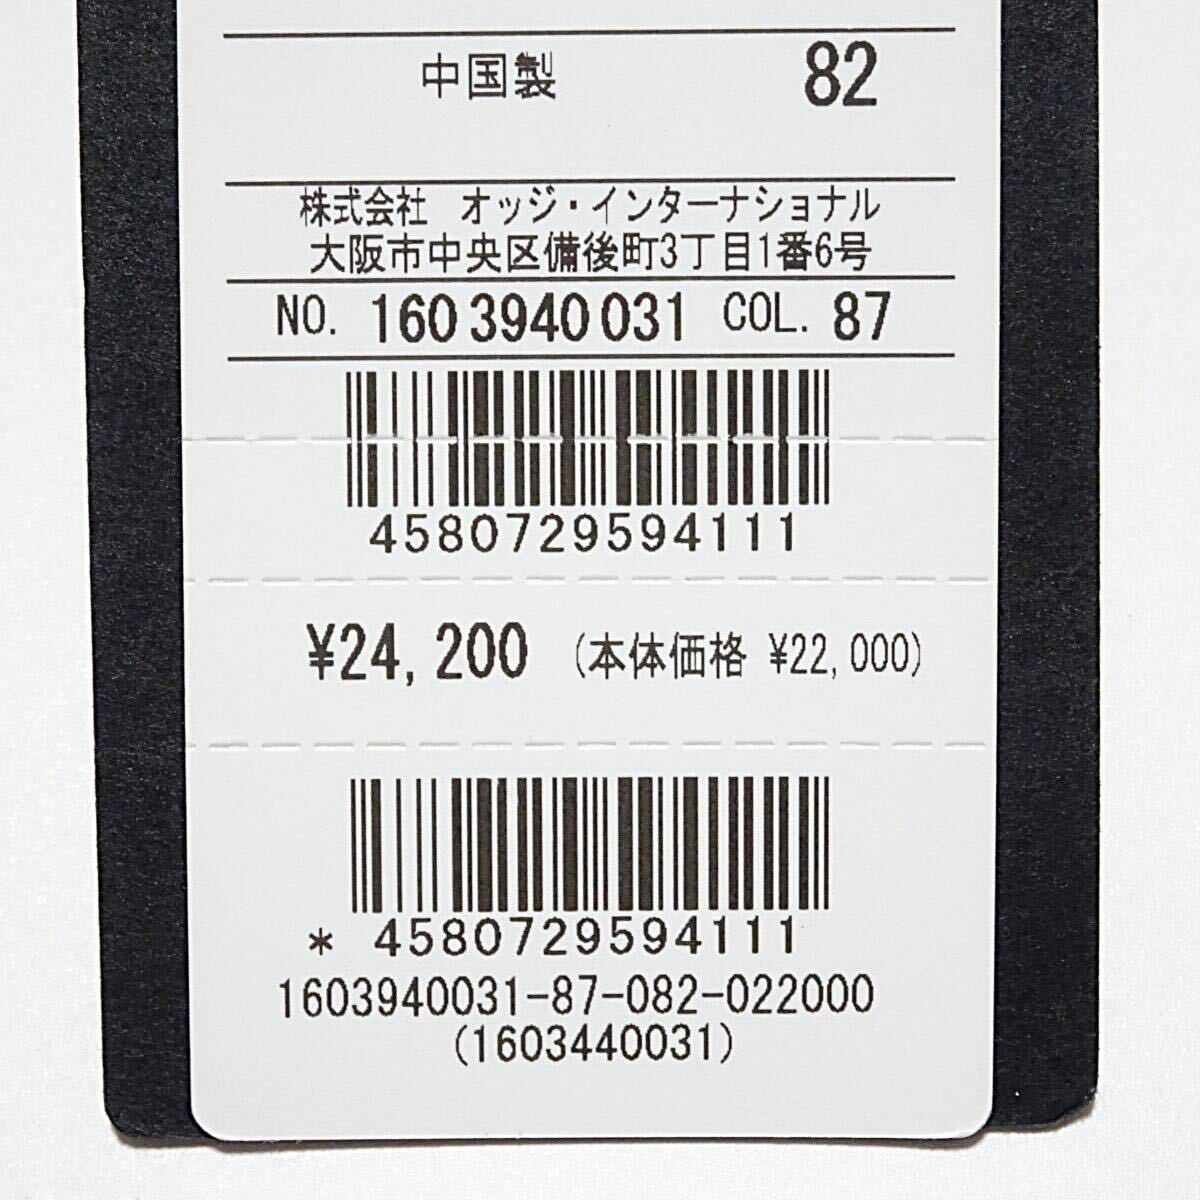 中国製 82
株式会社 オッジ・インターナショナル
大阪市中央区備後町3丁目1番6号
NO. 160 3940 031 COL. 87
4580729594111
¥24,200 (本体価格 ¥22,000)
* 4580729594111
1603940031-87-082-022000
(1603440031)